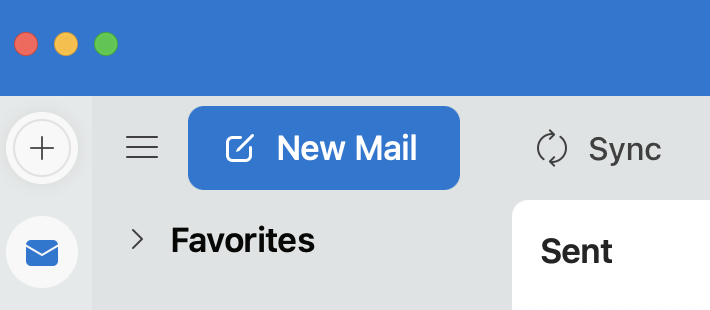 New Mail
Sync
Favorites
Sent